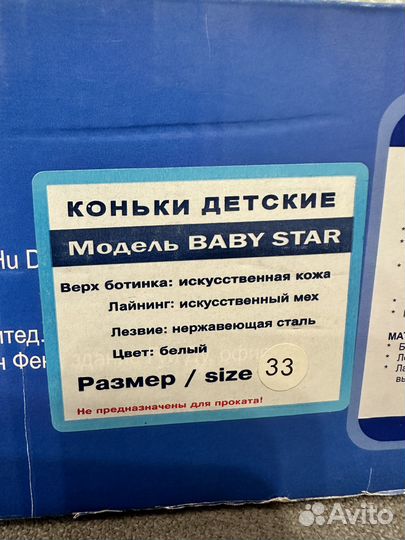 КОНЬКИ ДЕТСКИЕ
Модель BABY STAR
Верх ботинка: искусственная кожа
Лайнинг: искусственный мех
Лезвие: нержавеющая сталь
Цвет: белый
Размер / size 33
Не предназначены для проката!
Avito